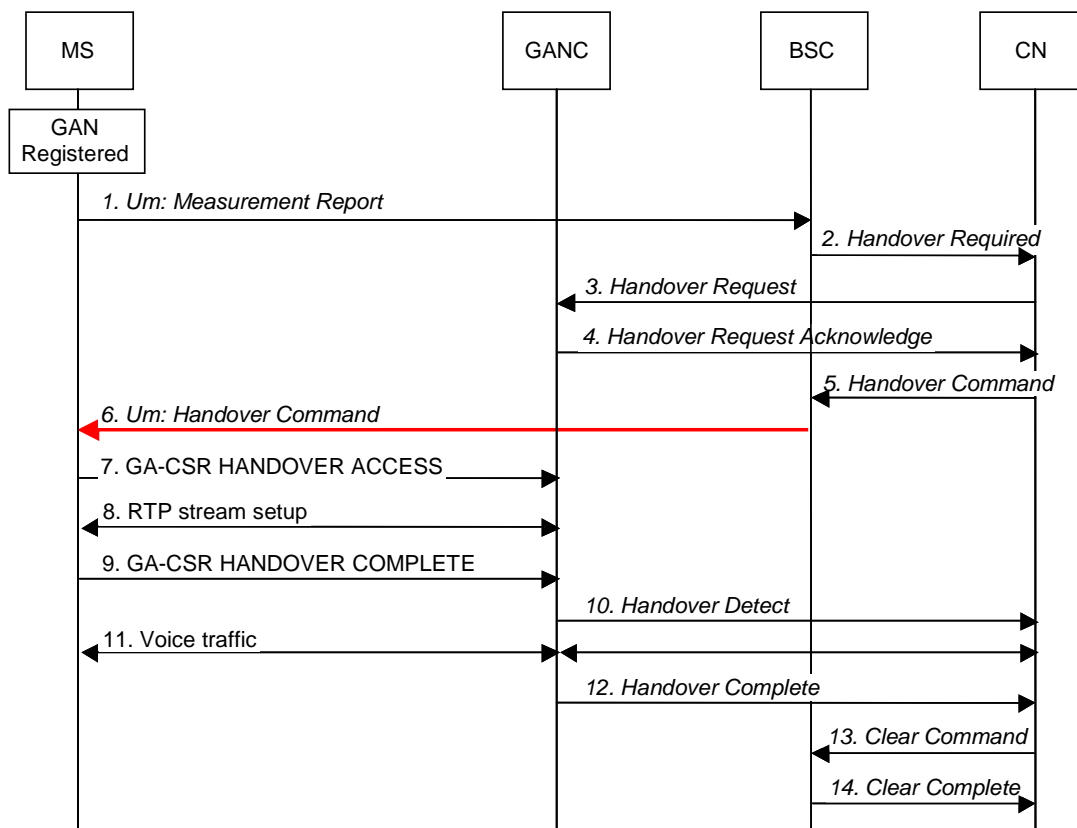 MS
GANC
BSC
CN
GAN
Registered
1. Um: Measurement Report
2. Handover Required
3. Handover Request
4. Handover Request Acknowledge
5. Handover Command
6. Um: Handover Command
7. GA-CSR HANDOVER ACCESS
8. RTP stream setup
9. GA-CSR HANDOVER COMPLETE
10. Handover Detect
11. Voice traffic
12. Handover Complete
13. Clear Command
14. Clear Complete